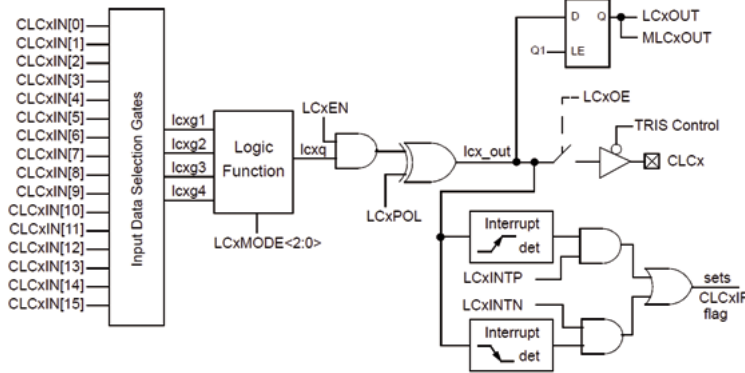 CLCxIN[0]
CLCxIN[1]
CLCxIN[2]
CLCxIN[3]
CLCxIN[4]
CLCxIN[5]
CLCxIN[6]
CLCxIN[7]
CLCxIN[8]
CLCxIN[9]
CLCxIN[10]
CLCxIN[11]
CLCxIN[12]
CLCxIN[13]
CLCxIN[14]
CLCxIN[15]
Input Data Selection Gates
lcxg1
lcxg2
lcxg3
lcxg4
Logic
Function
LCxMODE<2:0>
lcxq
LCxEN
LCxPOL
lcx_out
D
Q
Q1
LE
LCxOUT
MLCxOUT
LCxOE
TRIS Control
CLCx
Interrupt
det
LCxINTP
LCxINTN
Interrupt
det
sets
CLCxIF
flag